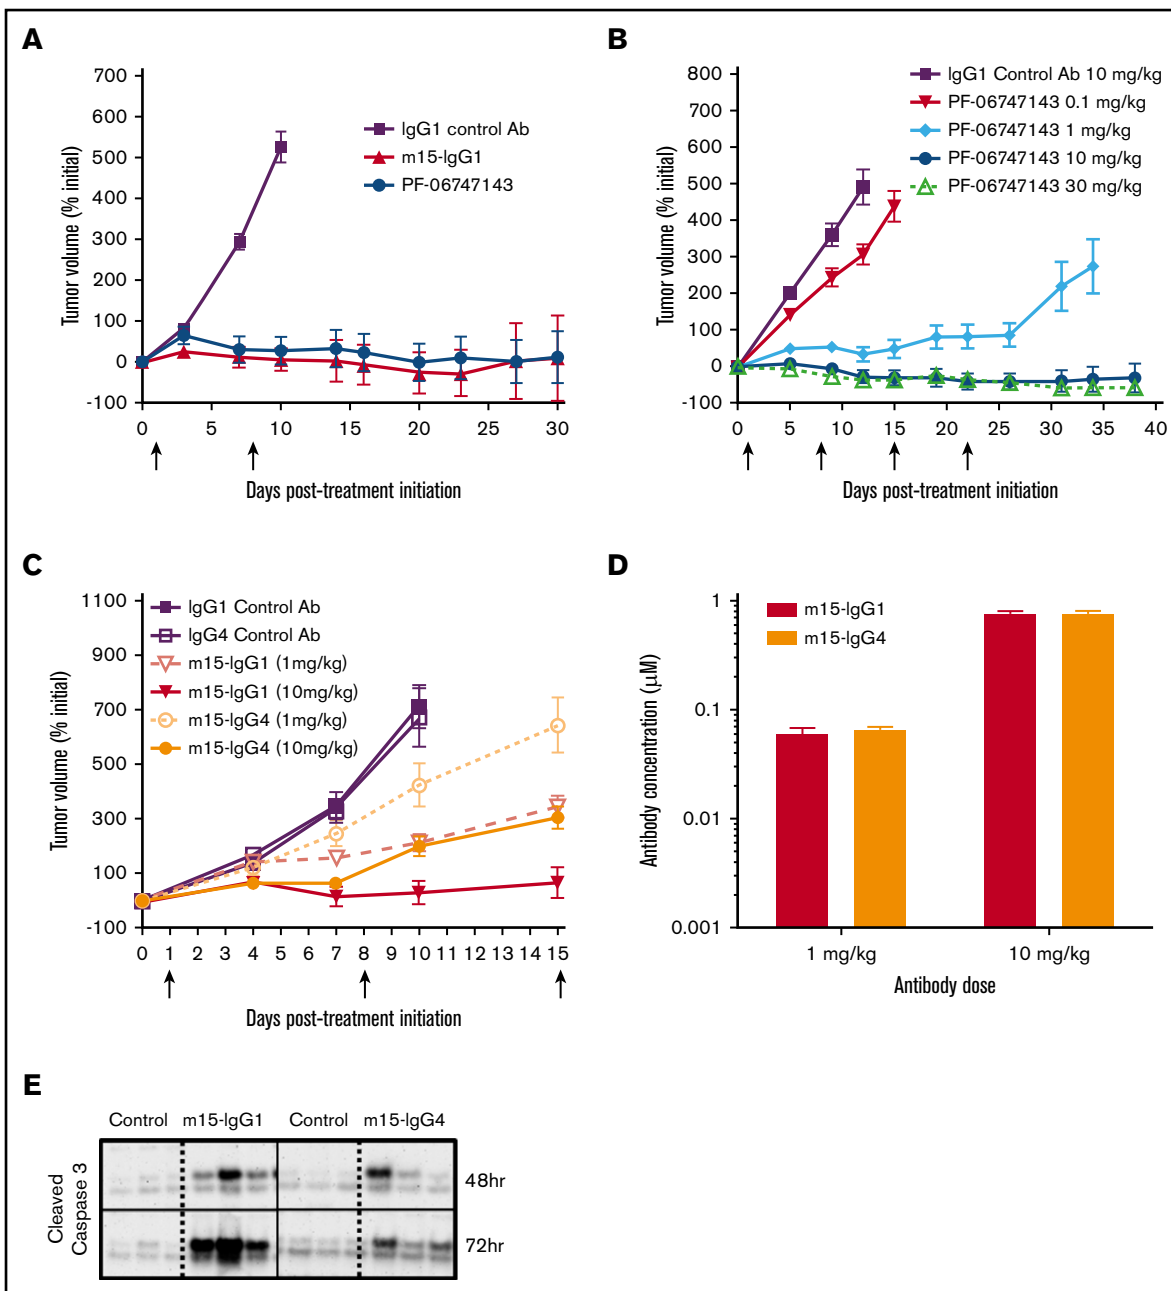 A
Tumor volume (% initial)
700
600
500
400
300
200
100
0
-100
0 5 10 15 20 25 30
IgG1 control Ab
m15-IgG1
PF-06747143
Days post-treatment initiation
B
Tumor volume (% initial)
800
700
600
500
400
300
200
100
0
-100
0 5 10 15 20 25 30 35 40
IgG1 Control Ab 10 mg/kg
PF-06747143 0.1 mg/kg
PF-06747143 1 mg/kg
PF-06747143 10 mg/kg
PF-06747143 30 mg/kg
Days post-treatment initiation
C
Tumor volume (% initial)
1100
900
700
500
300
100
-100
0 1 2 3 4 5 6 7 8 9 10 11 12 13 14 15
IgG1 Control Ab
IgG4 Control Ab
m15-IgG1 (1mg/kg)
m15-IgG1 (10mg/kg)
m15-IgG4 (1mg/kg)
m15-IgG4 (10mg/kg)
Days post-treatment initiation
D
Antibody concentration (μM)
1
0.1
0.01
0.001
m15-IgG1
m15-IgG4
1 mg/kg 10 mg/kg
Antibody dose
E
Control m15-IgG1 Control m15-IgG4
Cleaved
Caspase 3
48hr
72hr